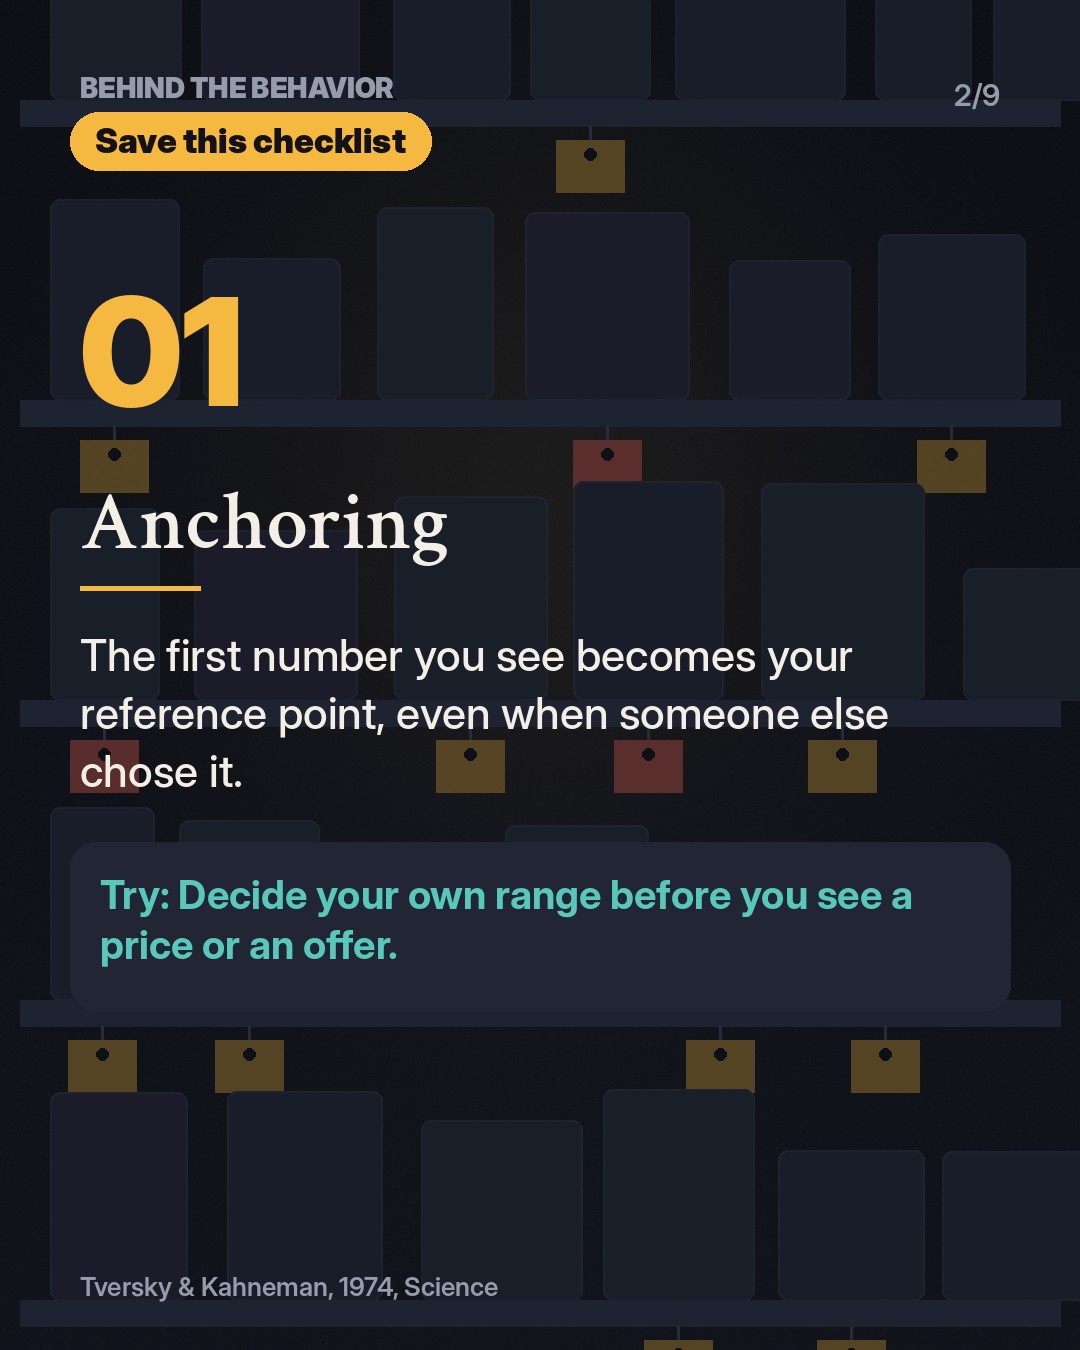 BEHIND THE BEHAVIOR
2/9
Save this checklist
01
Anchoring
The first number you see becomes your
reference point, even when someone else
chose it.
Try: Decide your own range before you see a
price or an offer.
Tversky & Kahneman, 1974, Science